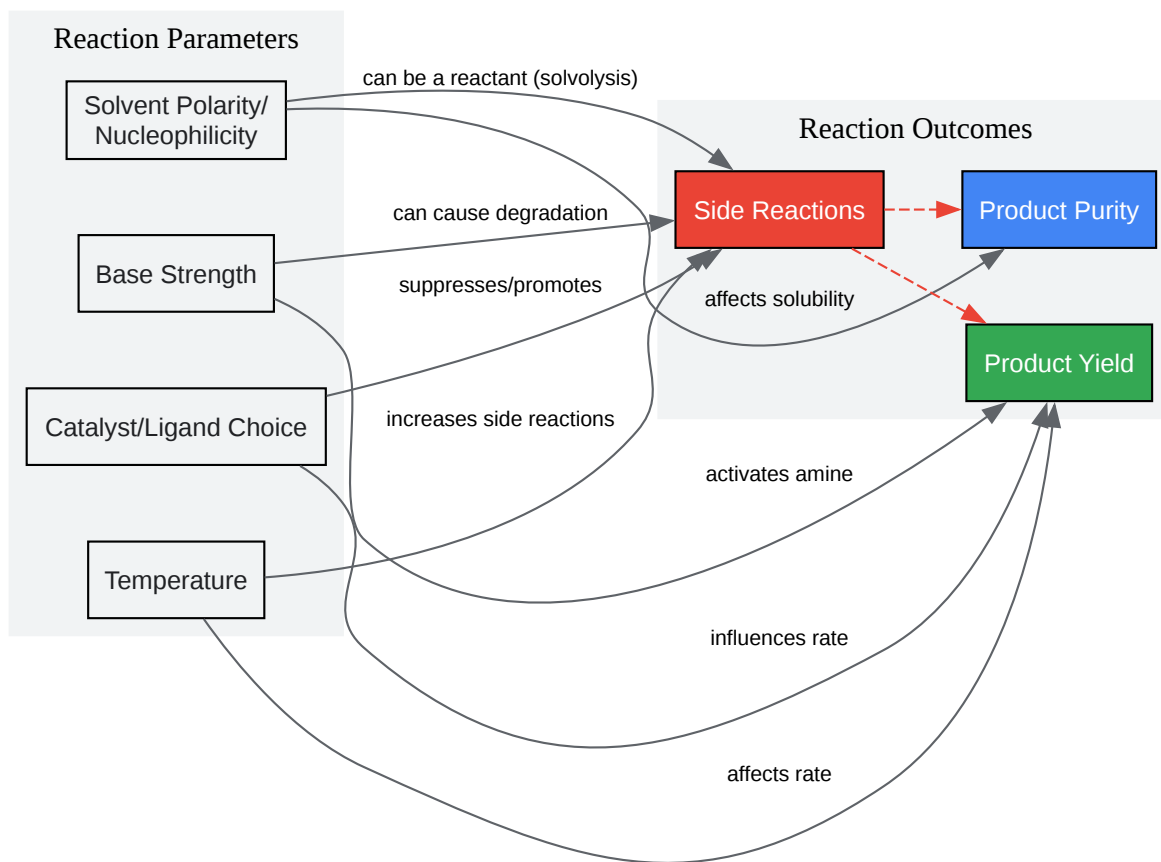 Reaction Parameters
Solvent Polarity/
Nucleophilicity
Base Strength
Catalyst/Ligand Choice
Temperature
can be a reactant (solvolysis)
can cause degradation
suppresses/promotes
increases side reactions
Reaction Outcomes
Side Reactions
Product Purity
affects solubility
Product Yield
activates amine
influences rate
affects rate